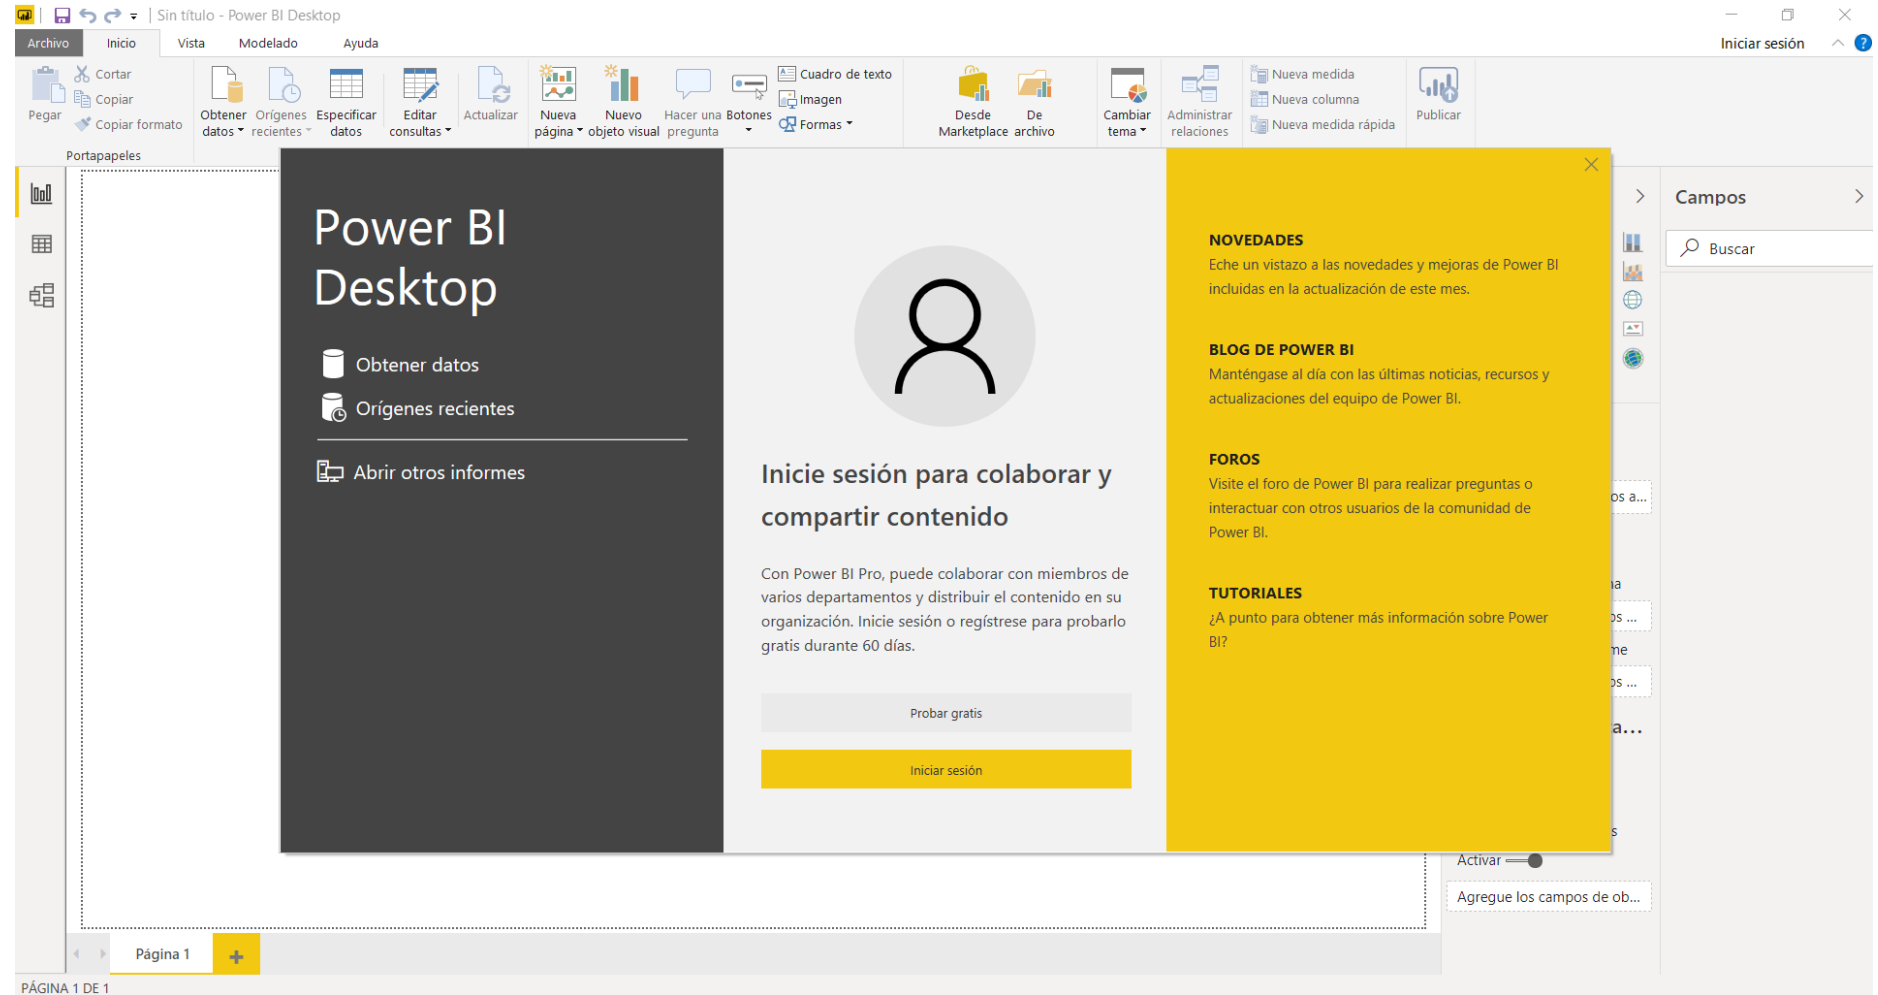 Sin título - Power BI Desktop
Archivo Inicio Vista Modelado Ayuda Iniciar sesión ?
Pegar
Cortar
Copiar
Copiar formato
Portapapeles
Obtener datos
Orígenes recientes
Especificar datos
Editar consultas
Actualizar
Nueva página
Nuevo objeto visual
Hacer una pregunta
Botones
Cuadro de texto
Imagen
Formas
Desde Marketplace
De archivo
Cambiar tema
Administrar relaciones
Nueva medida
Nueva columna
Nueva medida rápida
Publicar
Power BI
Desktop
Obtener datos
Orígenes recientes
Abrir otros informes
Inicie sesión para colaborar y
compartir contenido
Con Power BI Pro, puede colaborar con miembros de
varios departamentos y distribuir el contenido en su
organización. Inicie sesión o regístrese para probarlo
gratis durante 60 días.
Probar gratis
Iniciar sesión
NOVEDADES
Eche un vistazo a las novedades y mejoras de Power BI
incluidas en la actualización de este mes.
BLOG DE POWER BI
Manténgase al día con las últimas noticias, recursos y
actualizaciones del equipo de Power BI.
FOROS
Visite el foro de Power BI para realizar preguntas o
interactuar con otros usuarios de la comunidad de
Power BI.
TUTORIALES
¿A punto para obtener más información sobre Power
BI?
Campos
Buscar
os a...
na
os ...
me
os ...
a...
s
Activar
Agregue los campos de ob...
Página 1
PÁGINA 1 DE 1